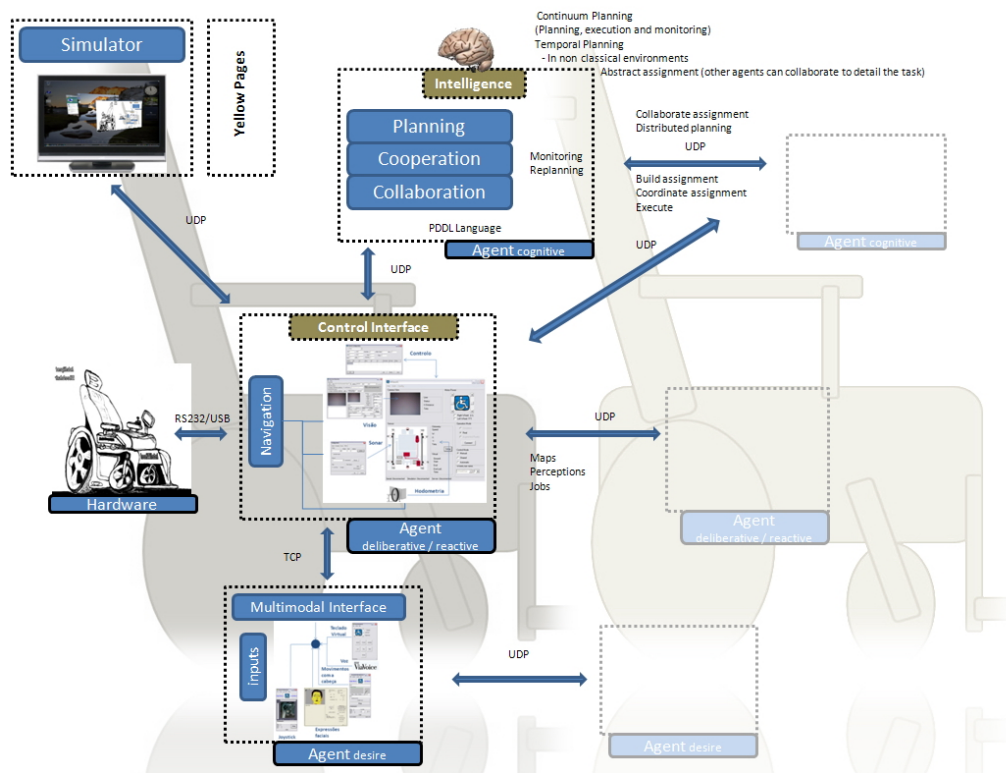 Simulator
Yellow Pages
Continuum Planning
(Planning, execution and monitoring)
Temporal Planning
- In non classical environments
Abstract assignment (other agents can collaborate to detail the task)
Intelligence
Planning
Cooperation
Collaboration
Monitoring
Replanning
PDDL Language
Agent cognitive
Collaborate assignment
Distributed planning
UDP
Build assignment
Coordinate assignment
Execute
UDP
Agent cognitive
UDP
UDP
Control Interface
Controlo
Navigation
Visão
Sonar
Hodometria
RS232/USB
Hardware
UDP
Maps
Perceptions
Jobs
Agent
deliberative / reactive
Agent
deliberative / reactive
TCP
Multimodal Interface
inputs
Teclado
Virtual
Voz
ViaVoice
Movimentos
com a
cabeça
Expressões
faciais
Joystick
Agent desire
UDP
Agent desire